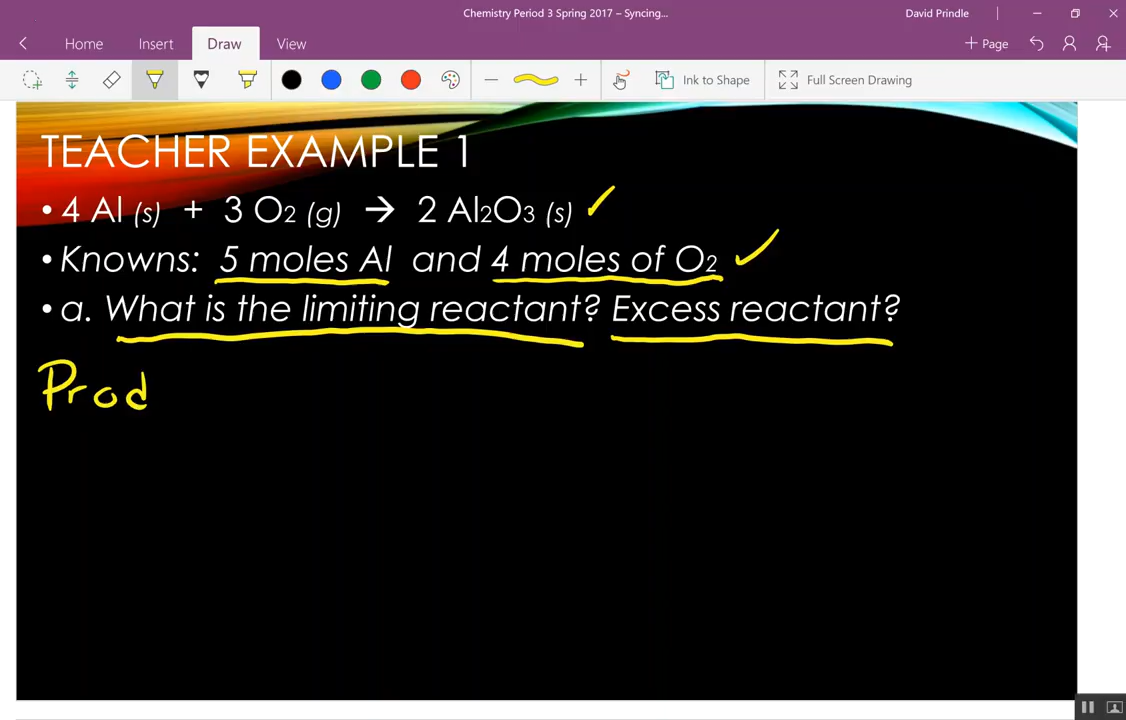 Chemistry Period 3 Spring 2017 – Syncing...
David Prindle
Home Insert Draw View
Page
Ink to Shape
Full Screen Drawing
TEACHER EXAMPLE 1
• 4 Al (s) + 3 O2 (g) → 2 Al2O3 (s) ✓
• Knowns: 5 moles Al and 4 moles of O2 ✓
• a. What is the limiting reactant? Excess reactant?
Prod